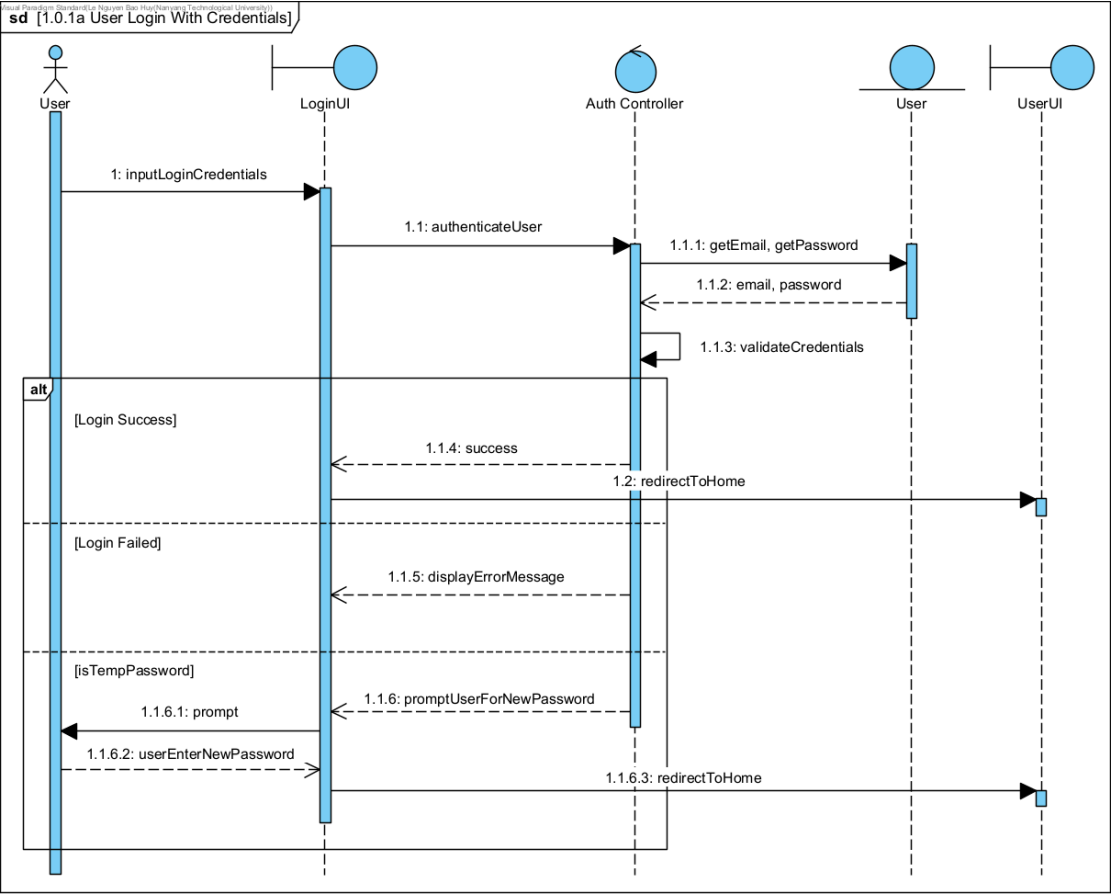 Visual Paradigm Standard(Le Nguyen Bao Huy(Nanyang Technological University))
sd [1.0.1a User Login With Credentials]
User
LoginUI
Auth Controller
User
UserUI
1: inputLoginCredentials
1.1: authenticateUser
1.1.1: getEmail, getPassword
1.1.2: email, password
1.1.3: validateCredentials
alt
[Login Success]
1.1.4: success
1.2: redirectToHome
[Login Failed]
1.1.5: displayErrorMessage
[isTempPassword]
1.1.6: promptUserForNewPassword
1.1.6.1: prompt
1.1.6.2: userEnterNewPassword
1.1.6.3: redirectToHome